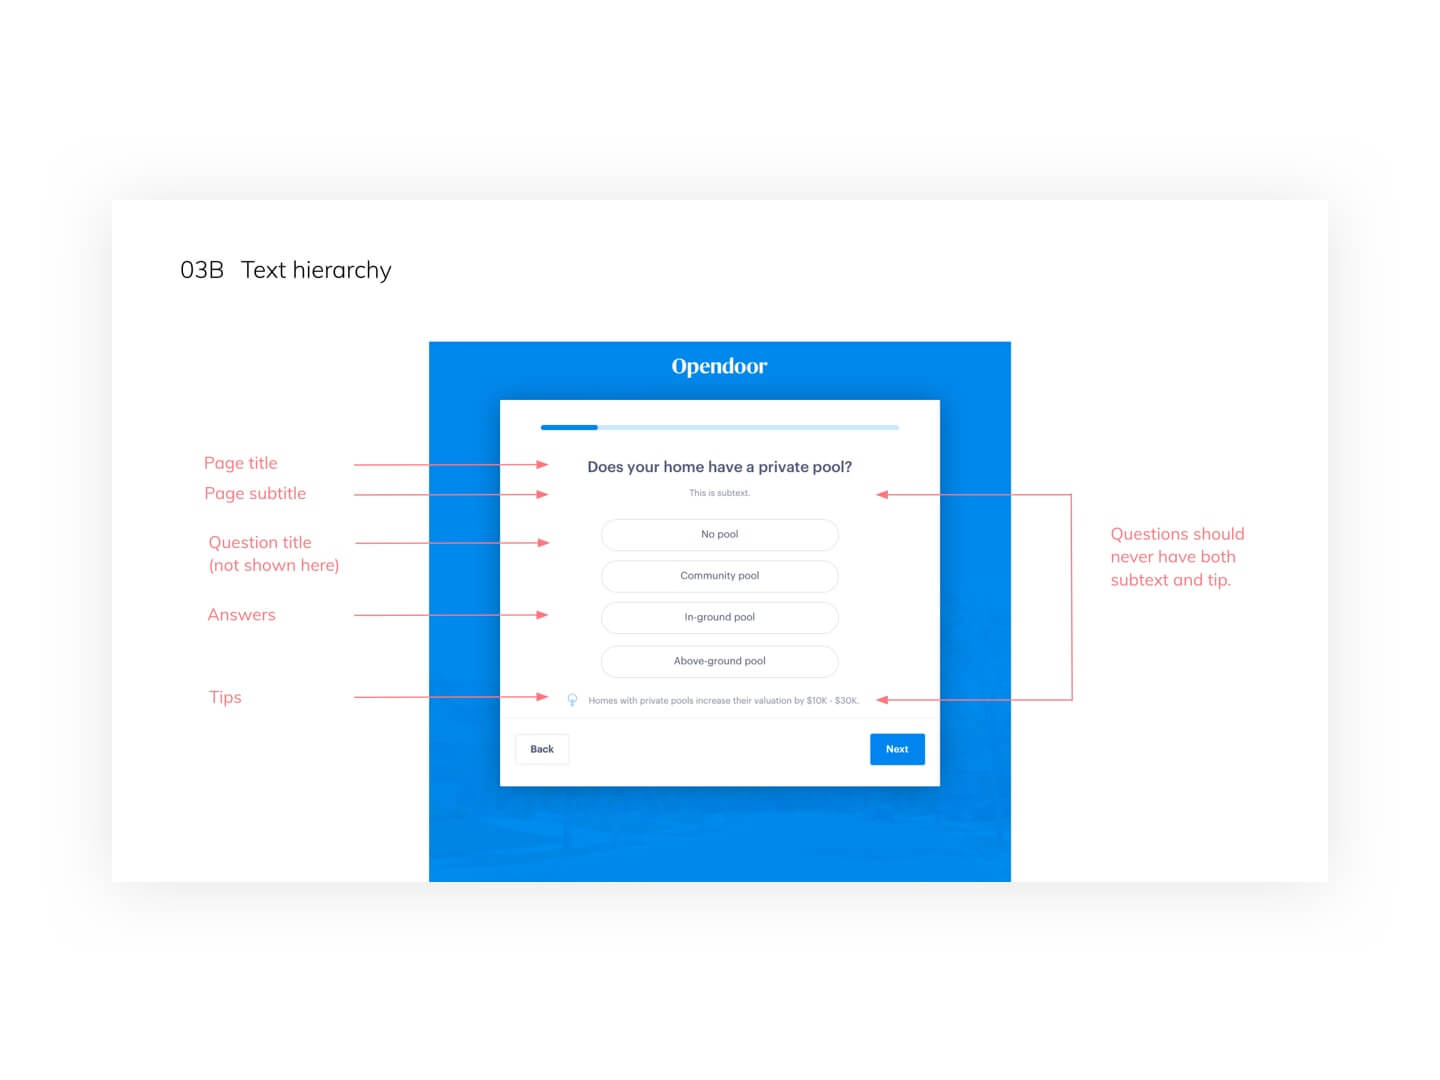 03B Text hierarchy
Opendoor
Page title
Does your home have a private pool?
Page subtitle
This is subtext.
Question title
(not shown here)
No pool
Community pool
Answers
In-ground pool
Above-ground pool
Tips
Homes with private pools increase their valuation by $10K - $30K.
Questions should
never have both
subtext and tip.
Back
Next